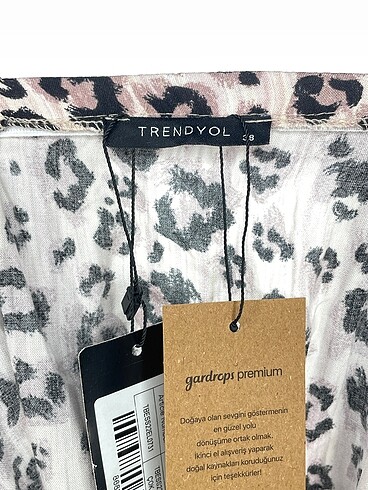 TRENDYOL
38
gardrops premium
Doğaya olan sevgini göstermenin
en güzel yolu
dönüşüme ortak olmak.
İkinci el alışveriş yaparak
doğal kaynakları koruduğunuz
için teşekkürler!
TBESS22EL0731